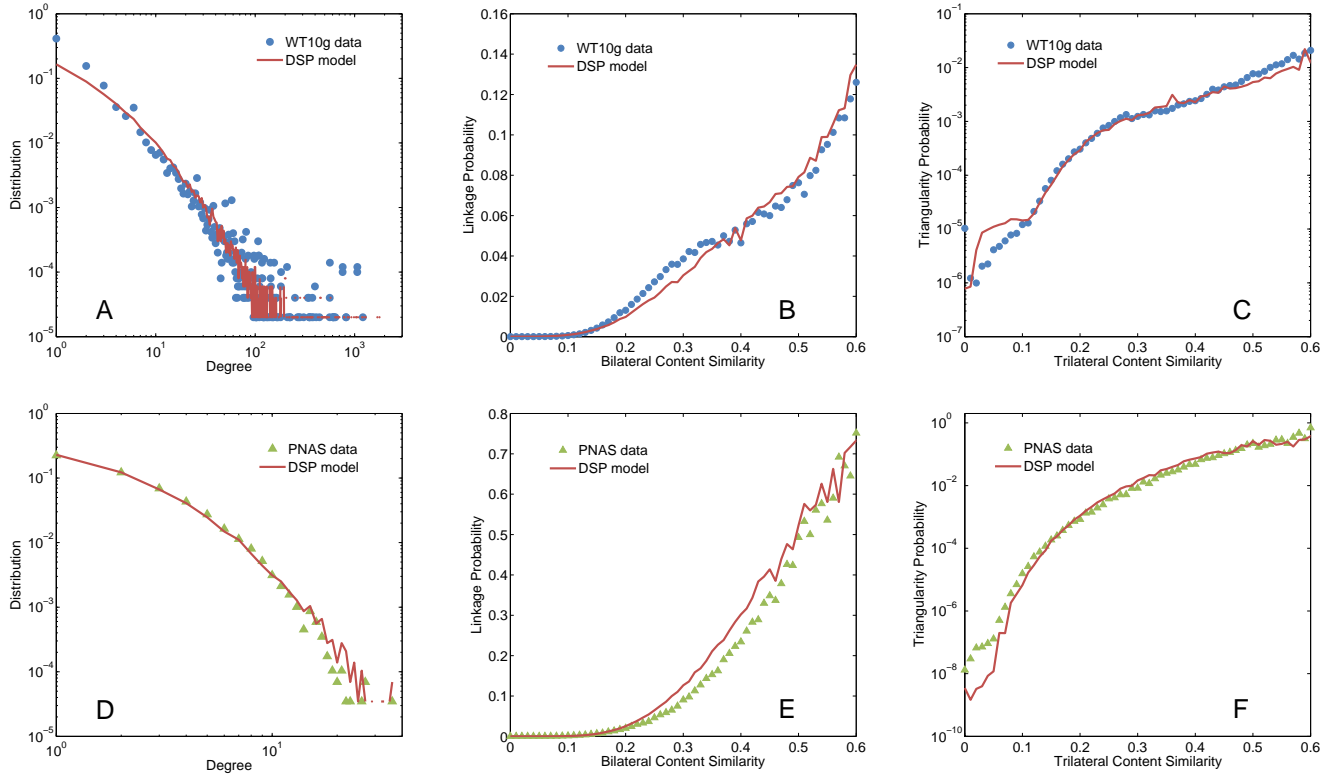 10^0
10^−1
10^−2
10^−3
10^−4
10^−5
Distribution
WT10g data
DSP model
A
10^0 10^1 10^2 10^3
Degree
0.16
0.14
0.12
0.10
0.08
0.06
0.04
0.02
0
Linkage Probability
WT10g data
DSP model
B
0 0.1 0.2 0.3 0.4 0.5 0.6
Bilateral Content Similarity
10^−1
10^−2
10^−3
10^−4
10^−5
10^−6
10^−7
Triangularity Probability
WT10g data
DSP model
C
0 0.1 0.2 0.3 0.4 0.5 0.6
Trilateral Content Similarity
10^0
10^−1
10^−2
10^−3
10^−4
10^−5
Distribution
PNAS data
DSP model
D
10^0 10^1
Degree
0.8
0.7
0.6
0.5
0.4
0.3
0.2
0.1
0
Linkage Probability
PNAS data
DSP model
E
0 0.1 0.2 0.3 0.4 0.5 0.6
Bilateral Content Similarity
10^0
10^−2
10^−4
10^−6
10^−8
10^−10
Triangularity Probability
PNAS data
DSP model
F
0 0.1 0.2 0.3 0.4 0.5 0.6
Trilateral Content Similarity